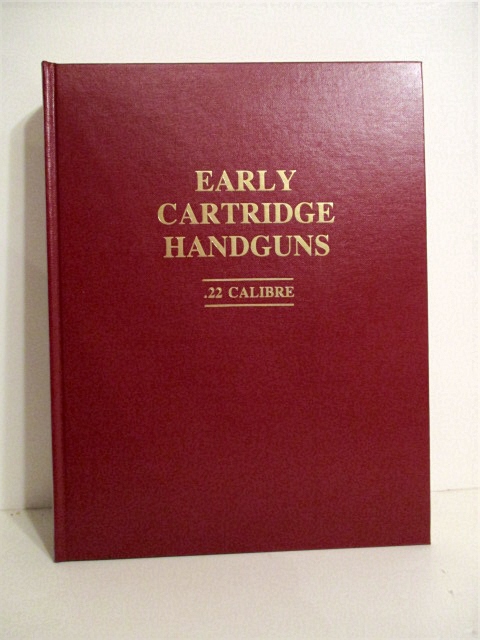 EARLY
CARTRIDGE
HANDGUNS
.22 CALIBRE